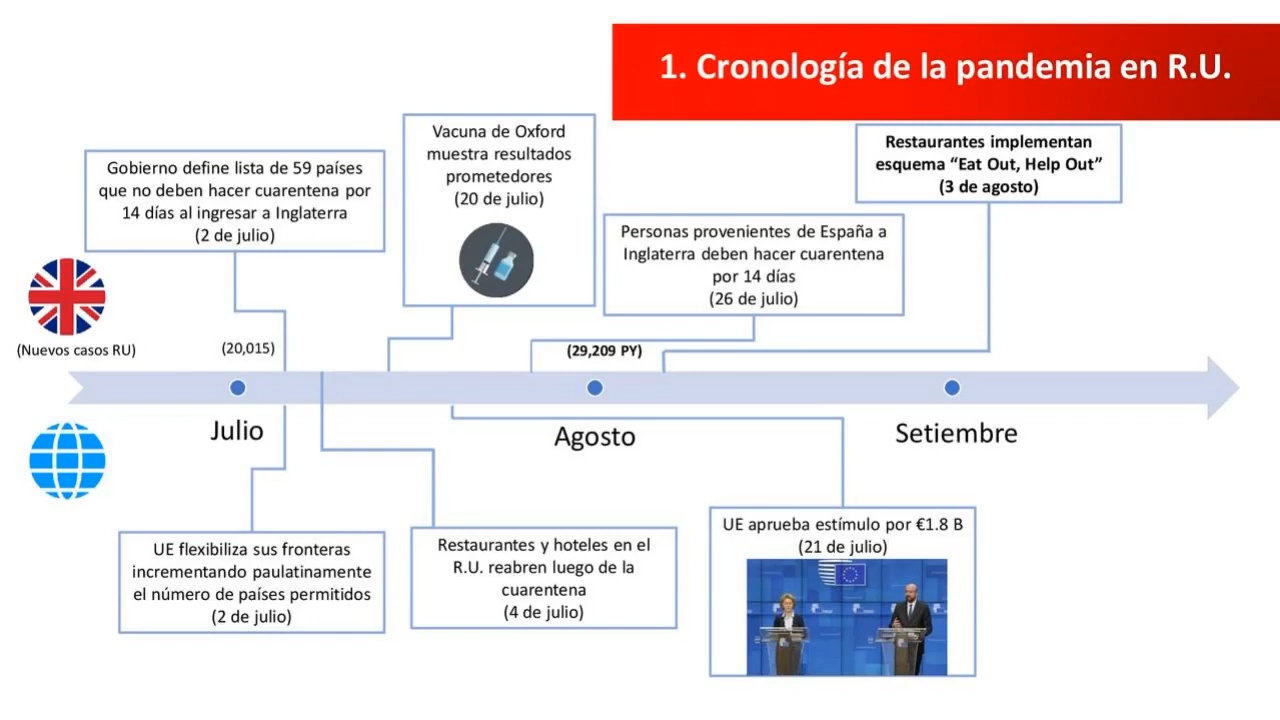 1. Cronología de la pandemia en R.U.
Gobierno define lista de 59 países
que no deben hacer cuarentena por
14 días al ingresar a Inglaterra
(2 de julio)
Vacuna de Oxford
muestra resultados
prometedores
(20 de julio)
Personas provenientes de España a
Inglaterra deben hacer cuarentena
por 14 días
(26 de julio)
Restaurantes implementan
esquema “Eat Out, Help Out”
(3 de agosto)
(Nuevos casos RU)
(20,015)
(29,209 PY)
Julio
Agosto
Setiembre
UE flexibiliza sus fronteras
incrementando paulatinamente
el número de países permitidos
(2 de julio)
Restaurantes y hoteles en el
R.U. reabren luego de la
cuarentena
(4 de julio)
UE aprueba estímulo por €1.8 B
(21 de julio)